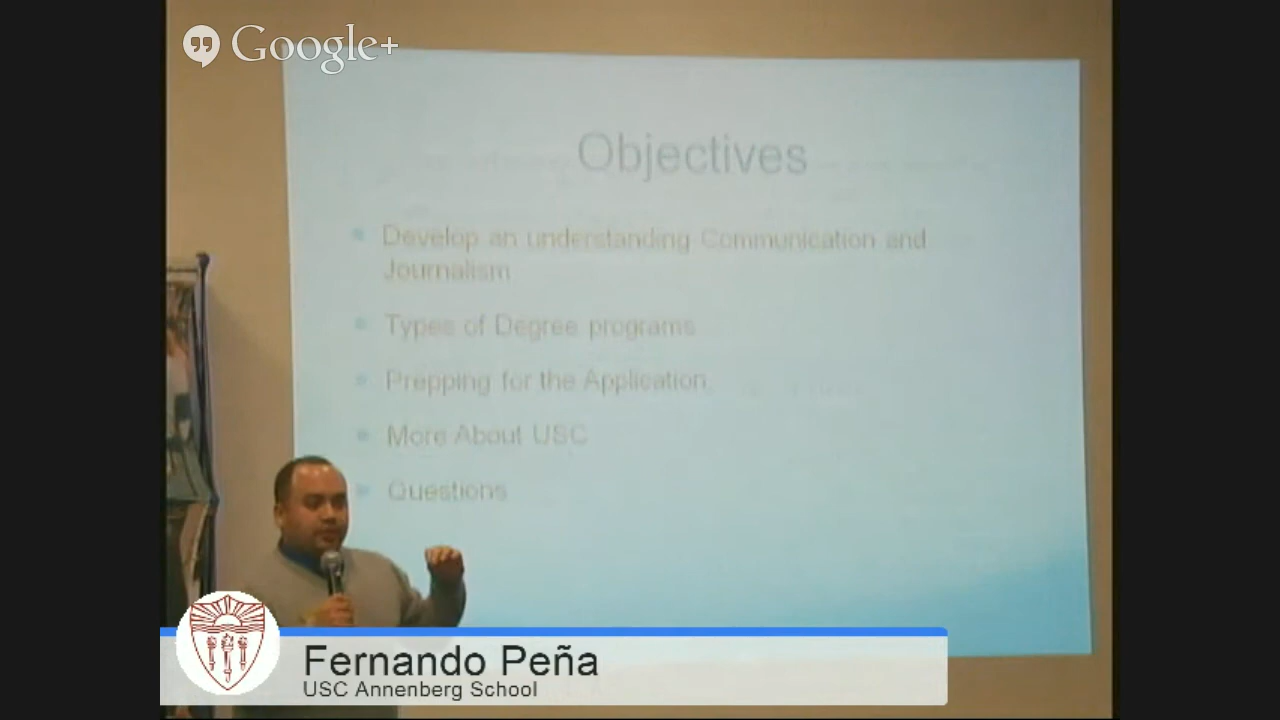 Google+
Objectives
Develop an understanding Communication and
Journalism
Types of Degree programs
Prepping for the Application
More About USC
Questions
Fernando Peña
USC Annenberg School